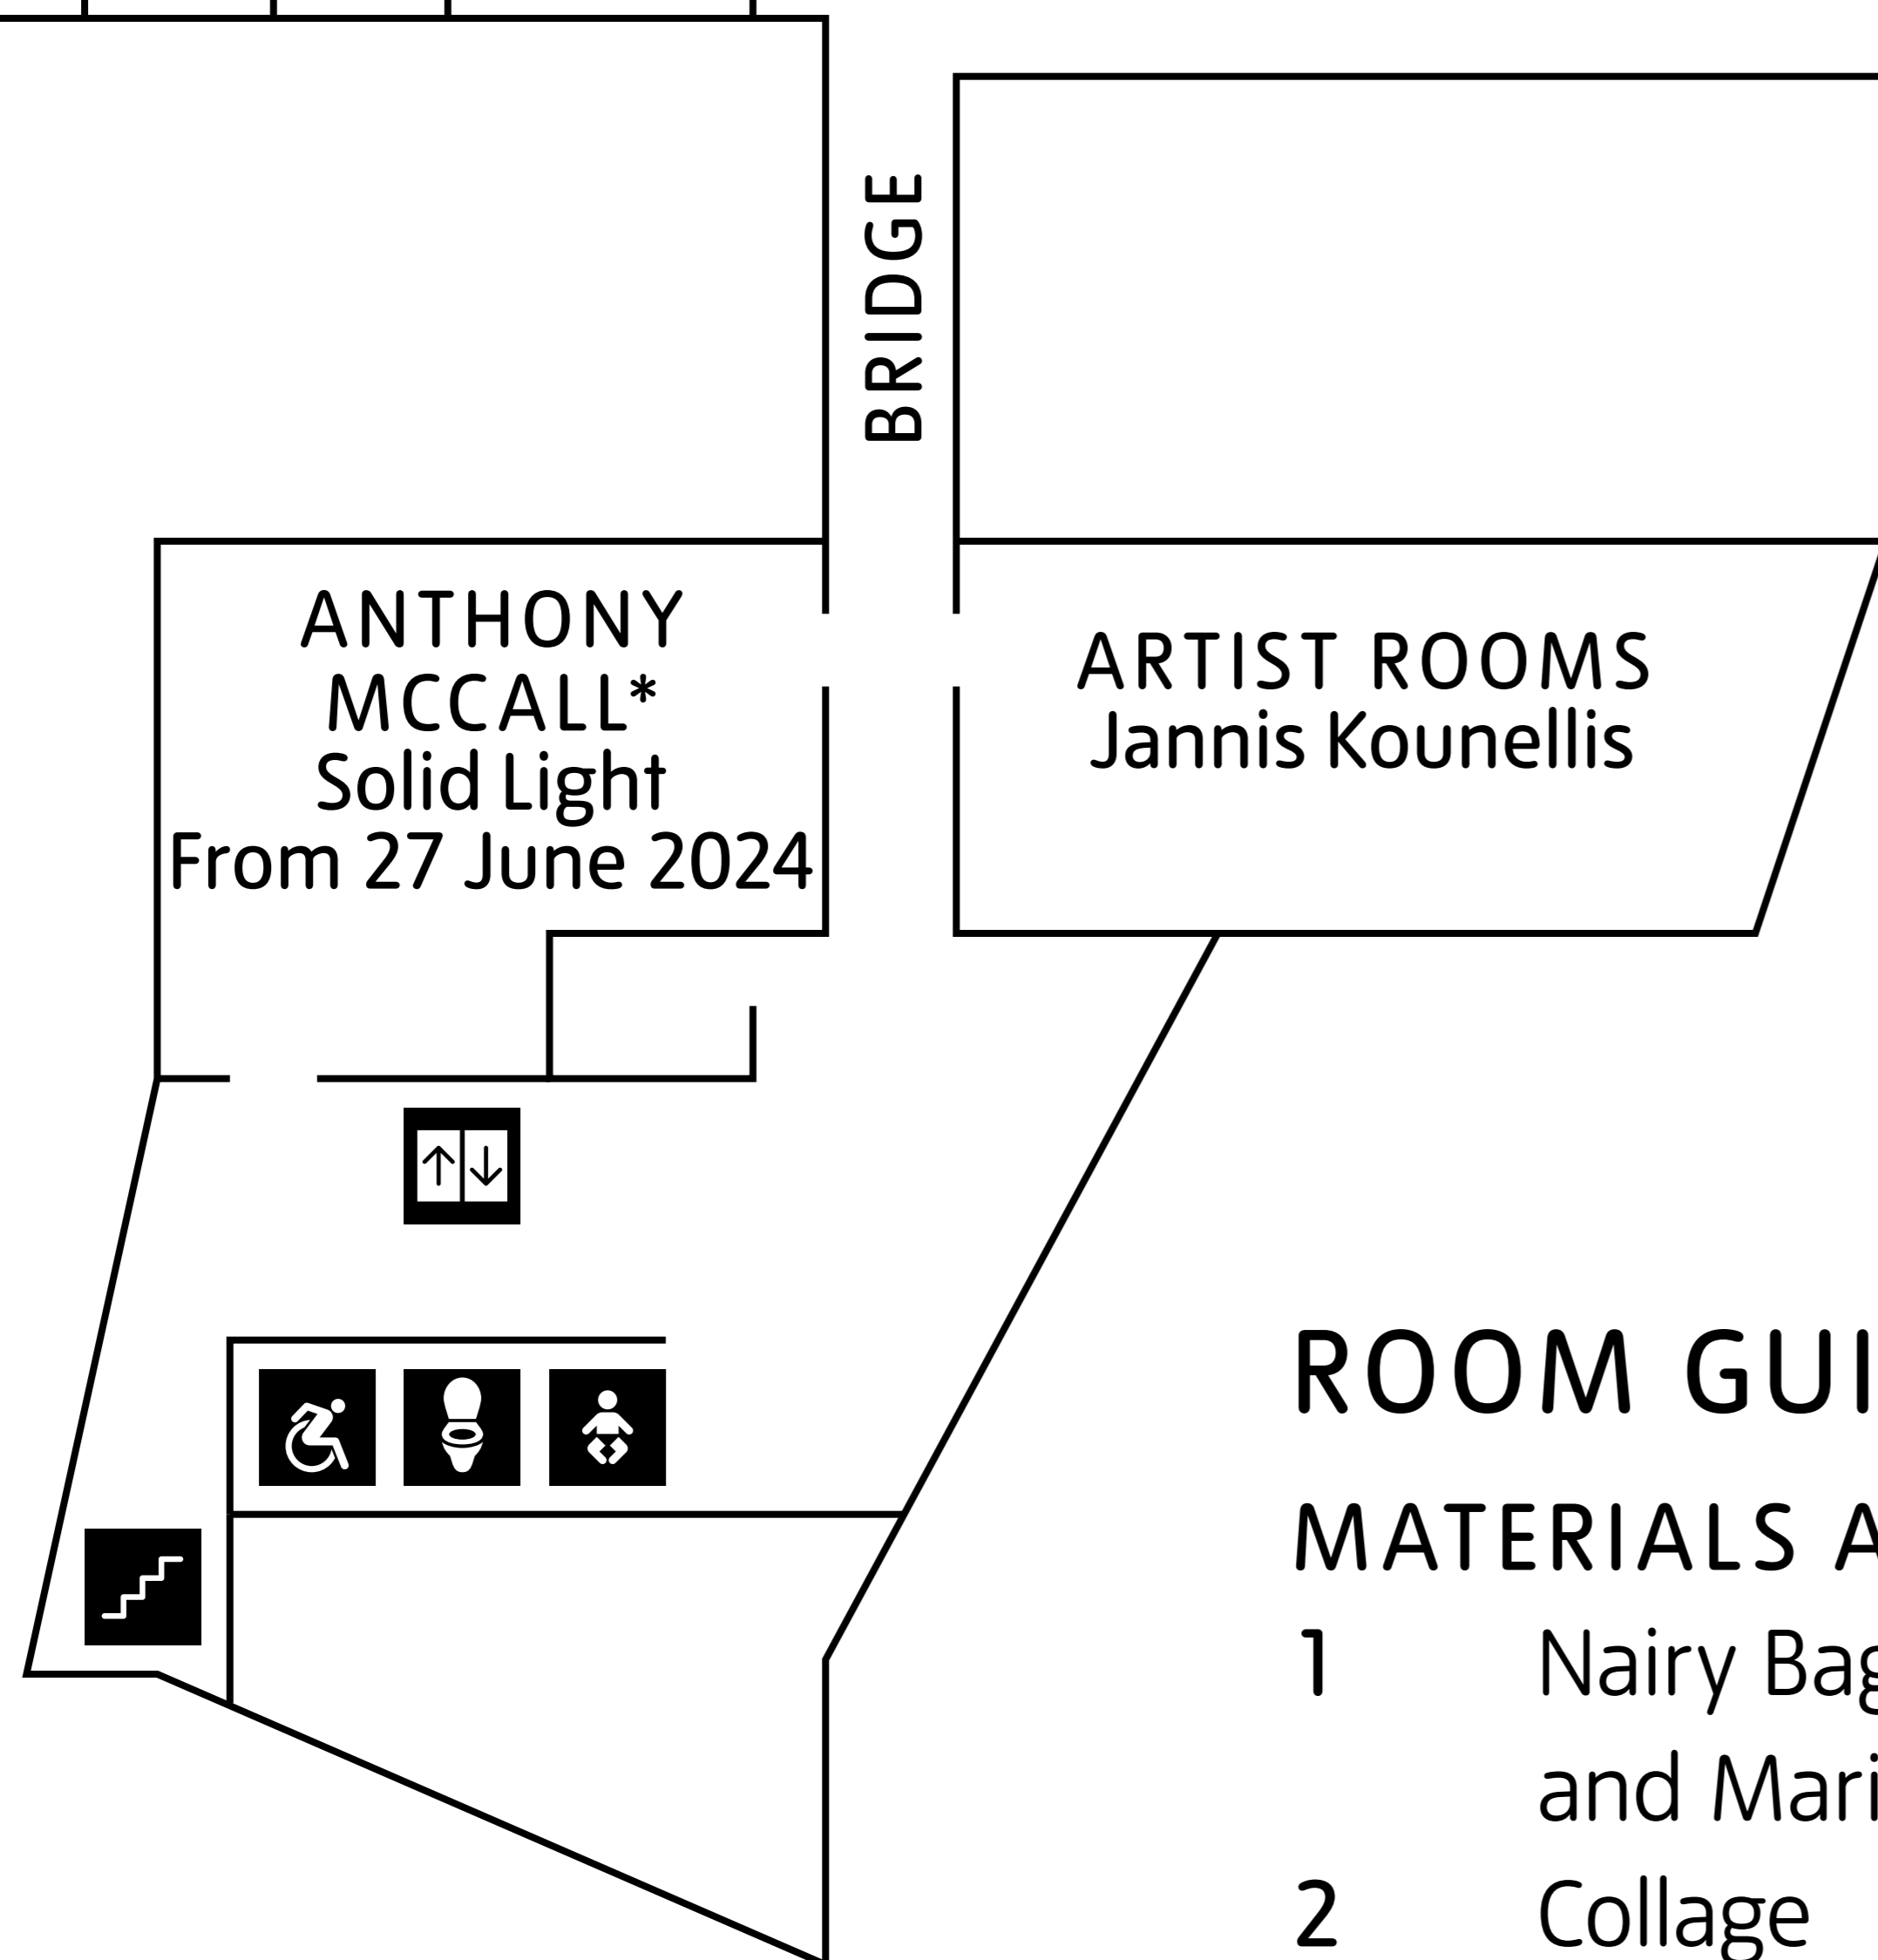 BRIDGE
ANTHONY
MCCALL*
Solid Light
From 27 June 2024
ARTIST ROOMS
Jannis Kounellis
ROOM GUI
MATERIALS A
1 Nairy Bag
and Mari
2 Collage